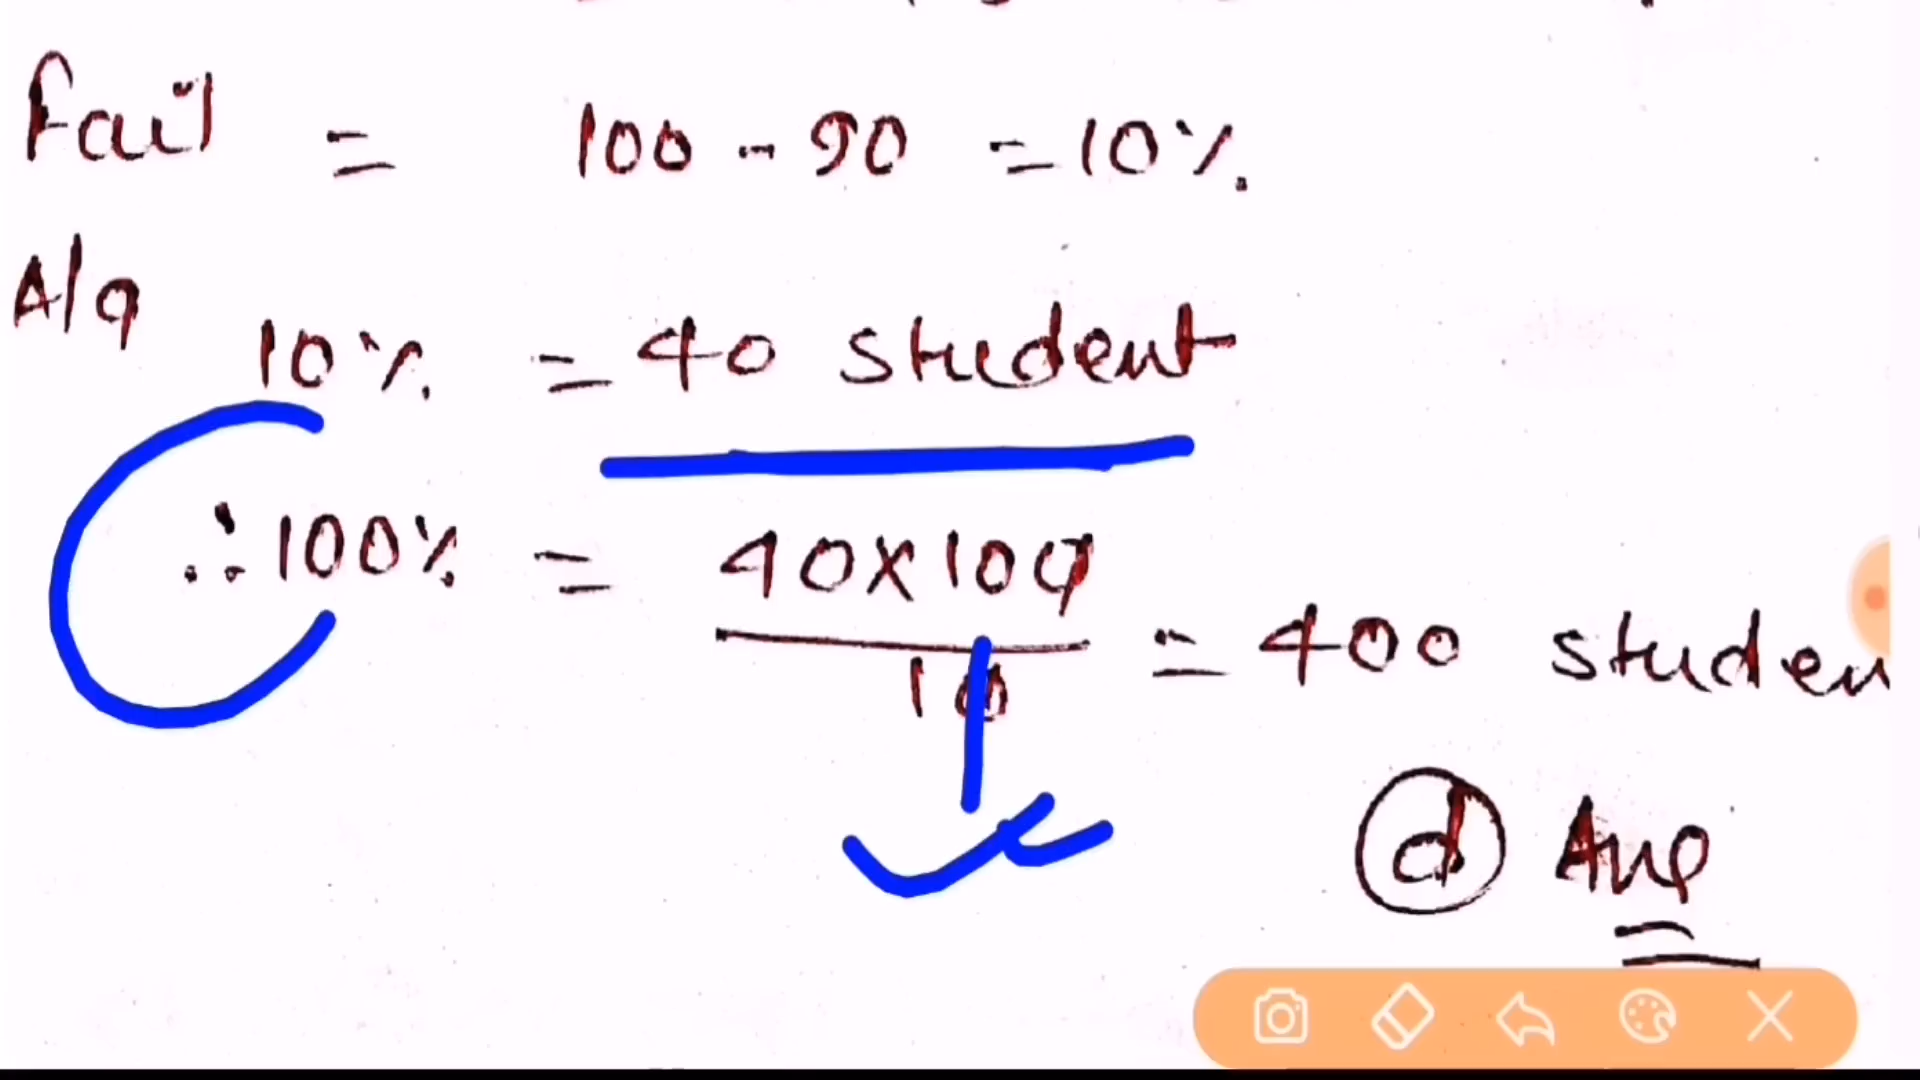 Fail = 100 - 90 = 10%.
A/q
10% = 40 student
∴ 100% = 40×100 / 10 = 400 studen
d Ans